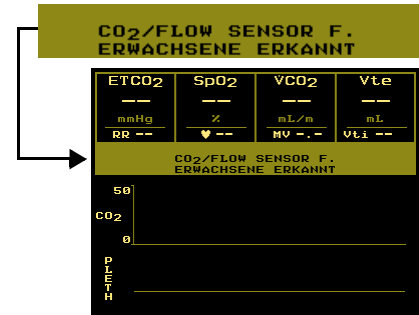 CO2/FLOW SENSOR F.
ERWACHSENE ERKANNT
ETCO2 SpO2 VCO2 Vte
-- -- -- --
mmHg % mL/m mL
RR -- ♥ -- MV -.- Vti --
CO2/FLOW SENSOR F.
ERWACHSENE ERKANNT
50
CO2
0
PLETH